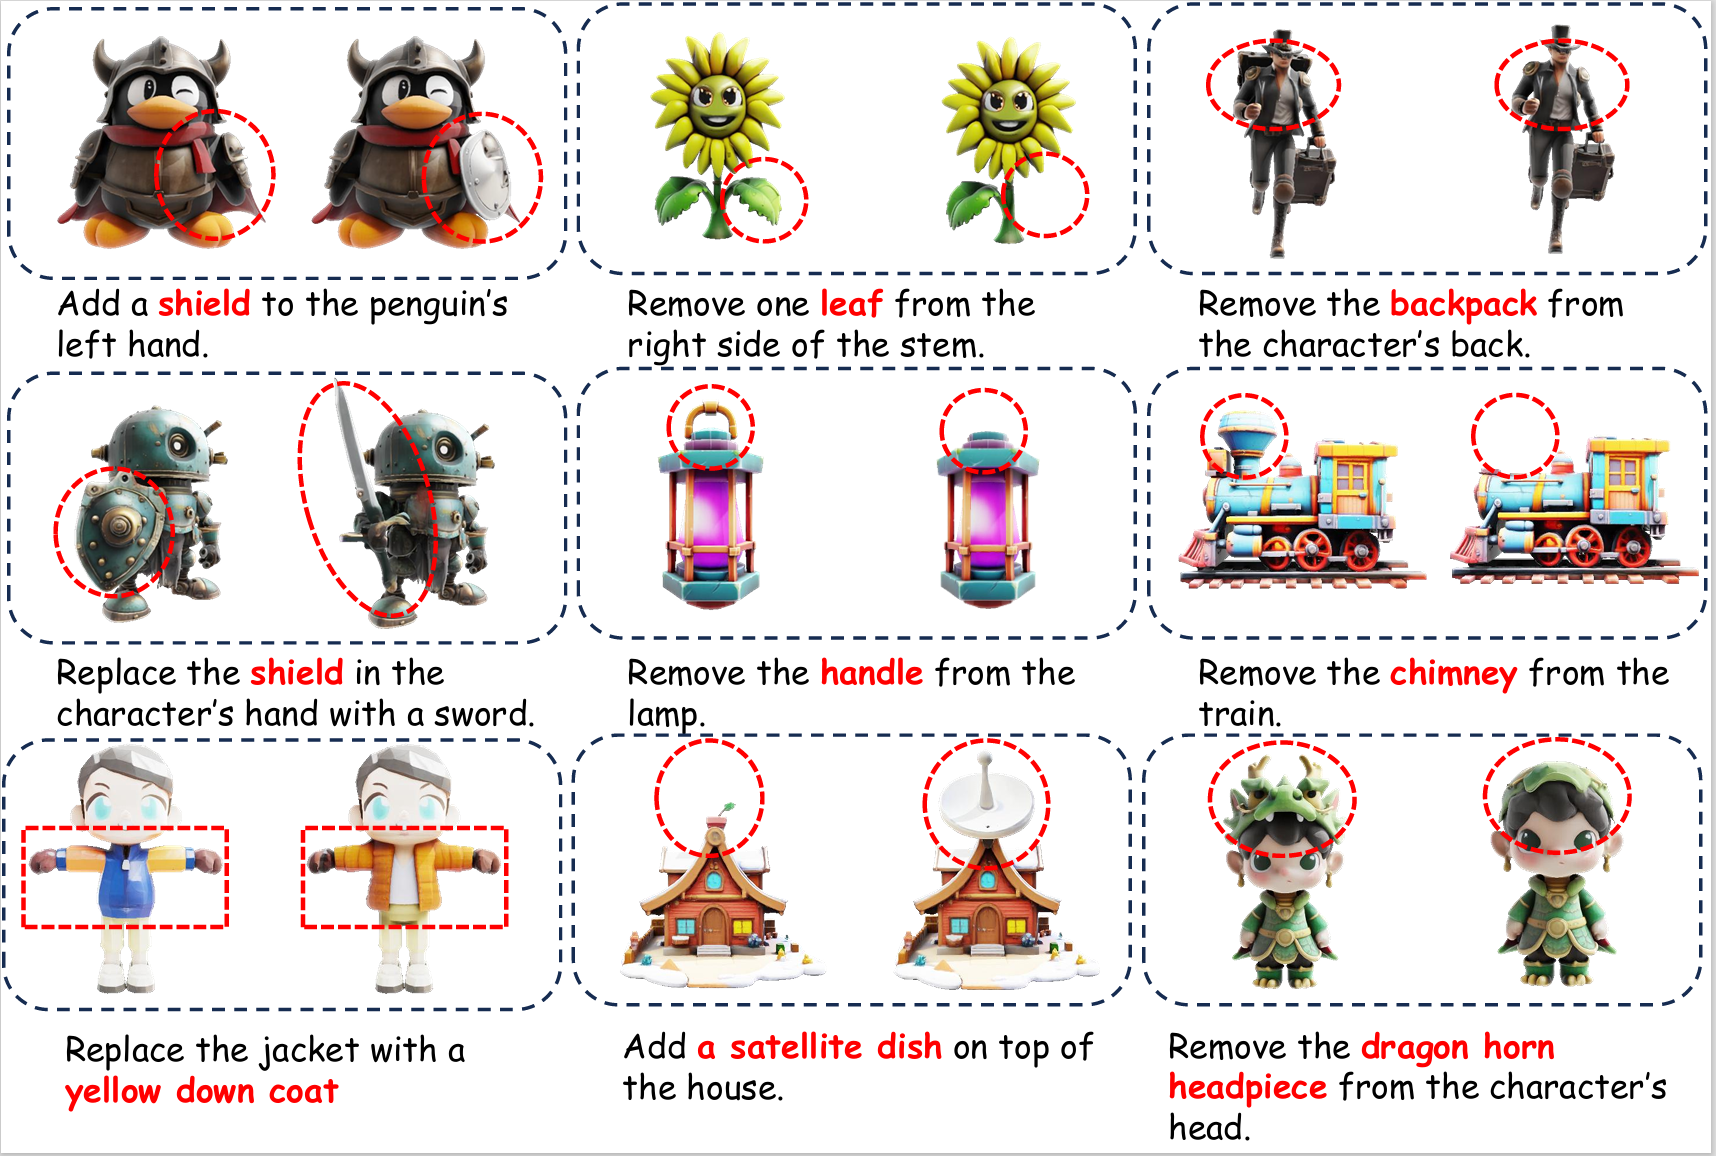 Add a shield to the penguin's
left hand.
Remove one leaf from the
right side of the stem.
Remove the backpack from
the character's back.
Replace the shield in the
character's hand with a sword.
Remove the handle from the
lamp.
Remove the chimney from the
train.
Replace the jacket with a
yellow down coat
Add a satellite dish on top of
the house.
Remove the dragon horn
headpiece from the character's
head.